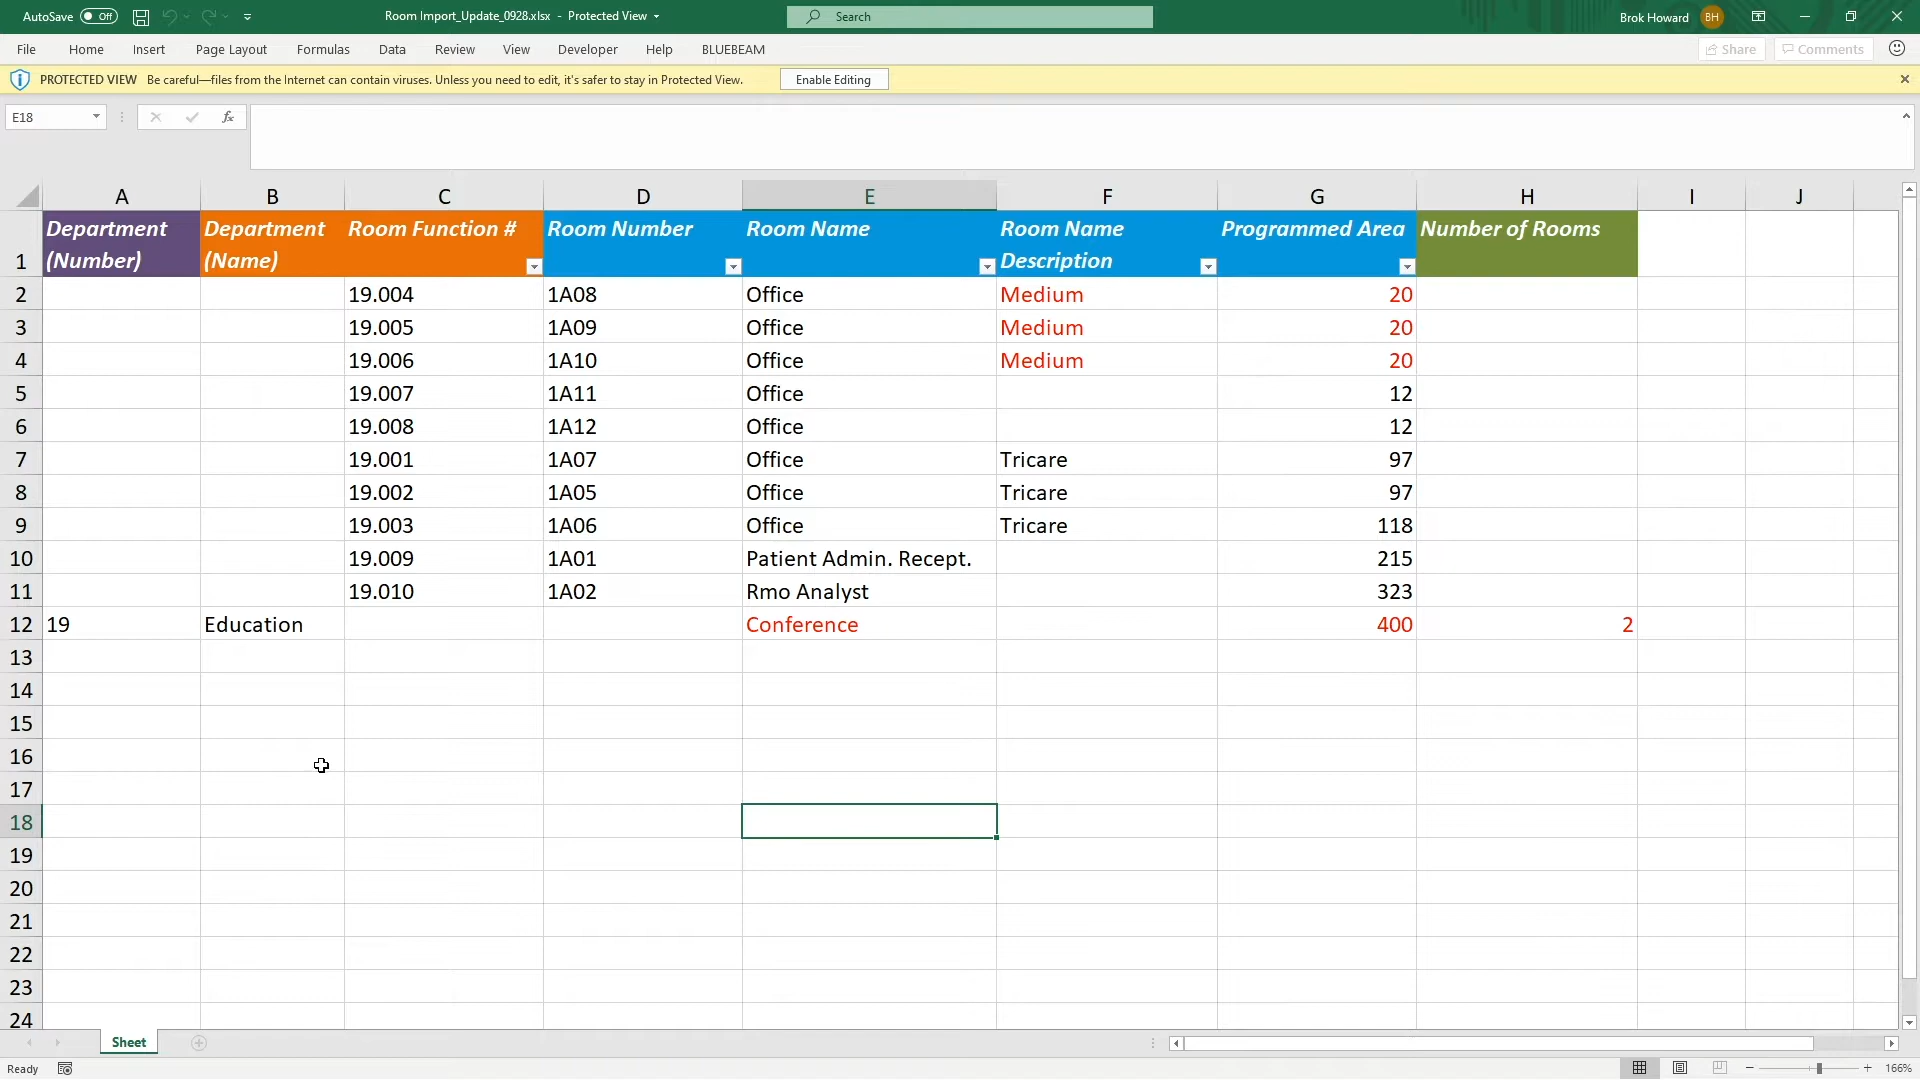 AutoSave Off
Room Import_Update_0928.xlsx - Protected View
Search
Brok Howard BH
File Home Insert Page Layout Formulas Data Review View Developer Help BLUEBEAM
Share Comments
PROTECTED VIEW Be careful—files from the Internet can contain viruses. Unless you need to edit, it's safer to stay in Protected View. Enable Editing
E18 fx
A B C D E F G H I J
Department Department Room Function # Room Number Room Name Room Name Programmed Area Number of Rooms
1 (Number) (Name) Description
2 19.004 1A08 Office Medium 20
3 19.005 1A09 Office Medium 20
4 19.006 1A10 Office Medium 20
5 19.007 1A11 Office 12
6 19.008 1A12 Office 12
7 19.001 1A07 Office Tricare 97
8 19.002 1A05 Office Tricare 97
9 19.003 1A06 Office Tricare 118
10 19.009 1A01 Patient Admin. Recept. 215
11 19.010 1A02 Rmo Analyst 323
12 19 Education Conference 400 2
13
14
15
16
17
18
19
20
21
22
23
24
Sheet
Ready 166%